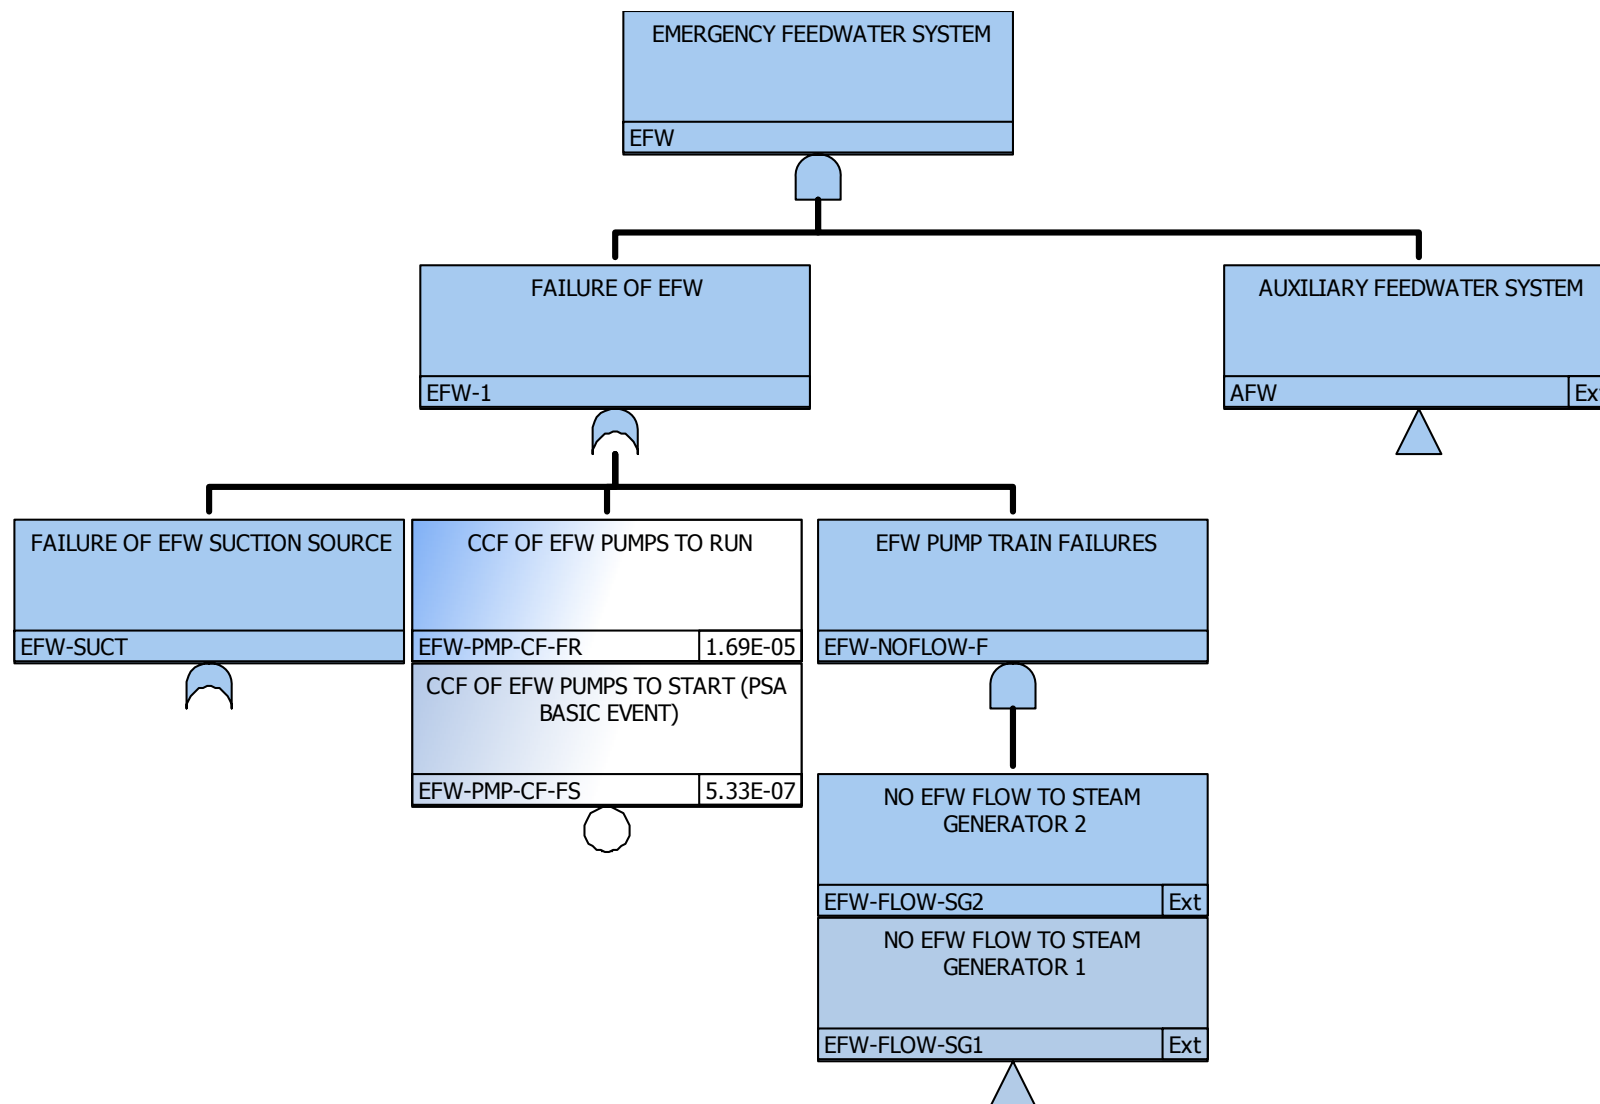 EMERGENCY FEEDWATER SYSTEM
EFW
FAILURE OF EFW
EFW-1
AUXILIARY FEEDWATER SYSTEM
AFW
Ext
FAILURE OF EFW SUCTION SOURCE
EFW-SUCT
CCF OF EFW PUMPS TO RUN
EFW-PMP-CF-FR 1.69E-05
CCF OF EFW PUMPS TO START (PSA
BASIC EVENT)
EFW-PMP-CF-FS 5.33E-07
EFW PUMP TRAIN FAILURES
EFW-NOFLOW-F
NO EFW FLOW TO STEAM
GENERATOR 2
EFW-FLOW-SG2 Ext
NO EFW FLOW TO STEAM
GENERATOR 1
EFW-FLOW-SG1 Ext